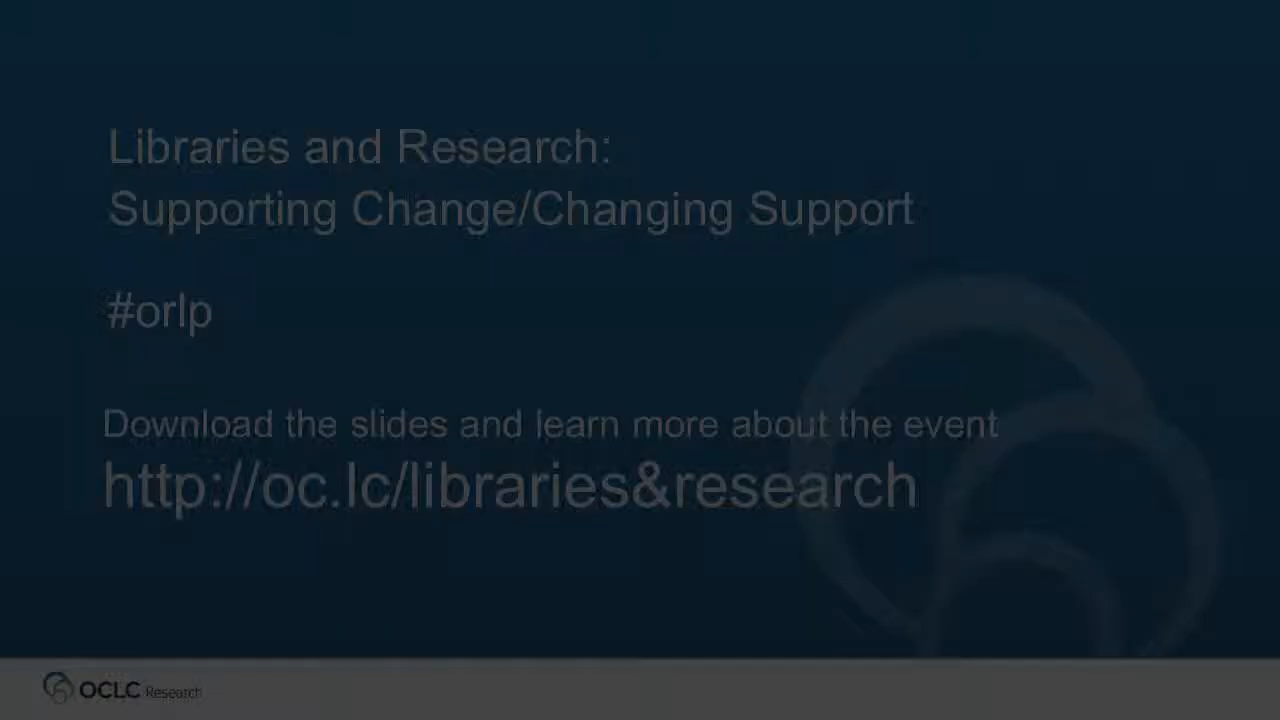 Libraries and Research:
Supporting Change/Changing Support
#orlp
Download the slides and learn more about the event
http://oc.lc/libraries&research
OCLC Research